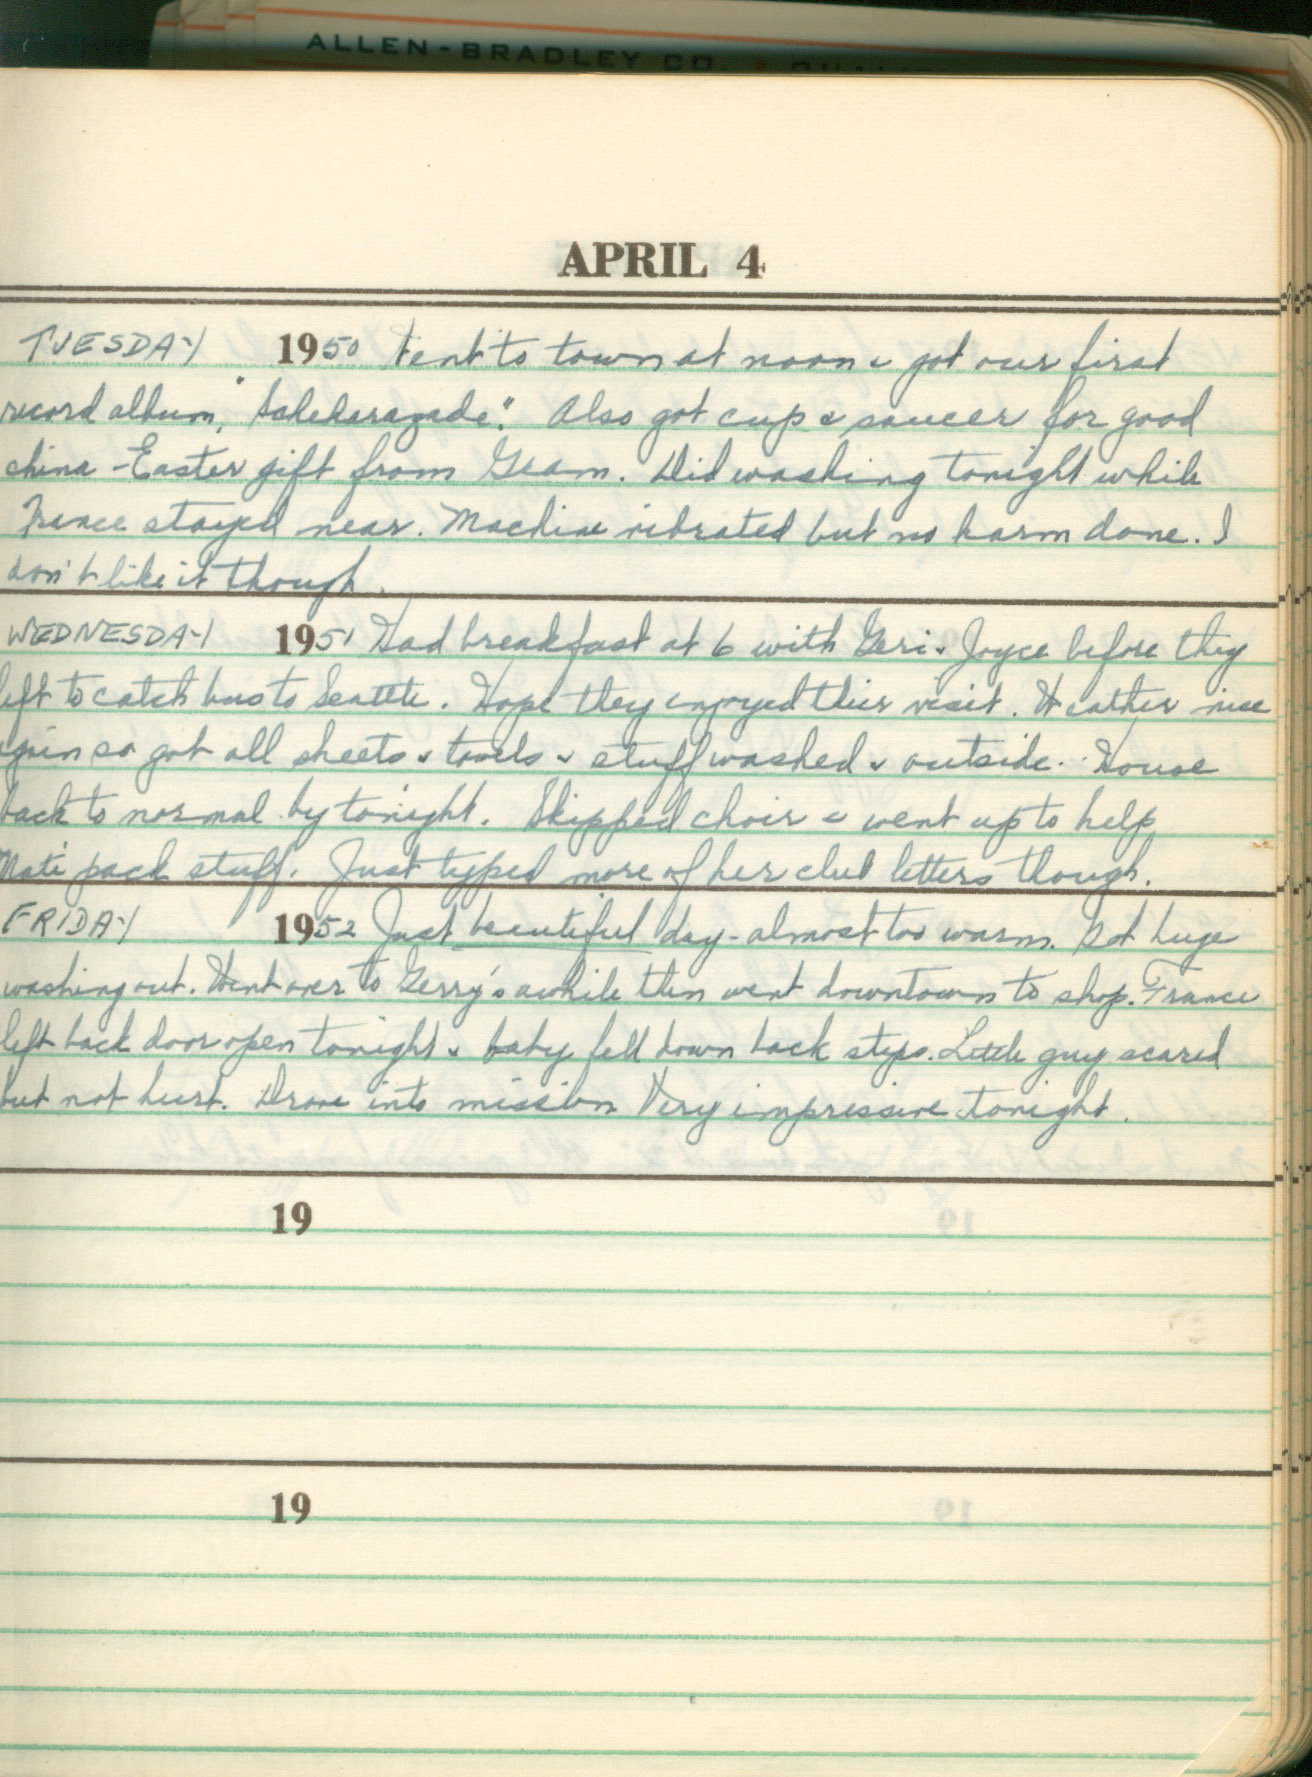 ALLEN-BRADLEY CO.
APRIL 4
TUESDAY 1950 Went to town at noon & got our first
record album, "Scheherazade". Also got cup & saucer for good
china - Easter gift from Gram. Did washing tonight while
France stayed near. Machine vibrated but no harm done. I
don't like it though.
WEDNESDAY 1951 Had breakfast at 6 with Geri & Joyce before they
left to catch bus to Seattle. Hope they enjoyed their visit. Weather nice
again so got all sheets & towels & stuff washed & outside. House
back to normal by tonight. Skipped choir & went up to help
pack stuff. Just typed more of her club letters though.
FRIDAY 1952 Just beautiful day - almost too warm. Got huge
washing out. Went over to Gerry's awhile then went downtown to shop. France
left back door open tonight & baby fell down back steps. Little guy scared
but not hurt. Drove into mission Very impressive tonight.
19
19